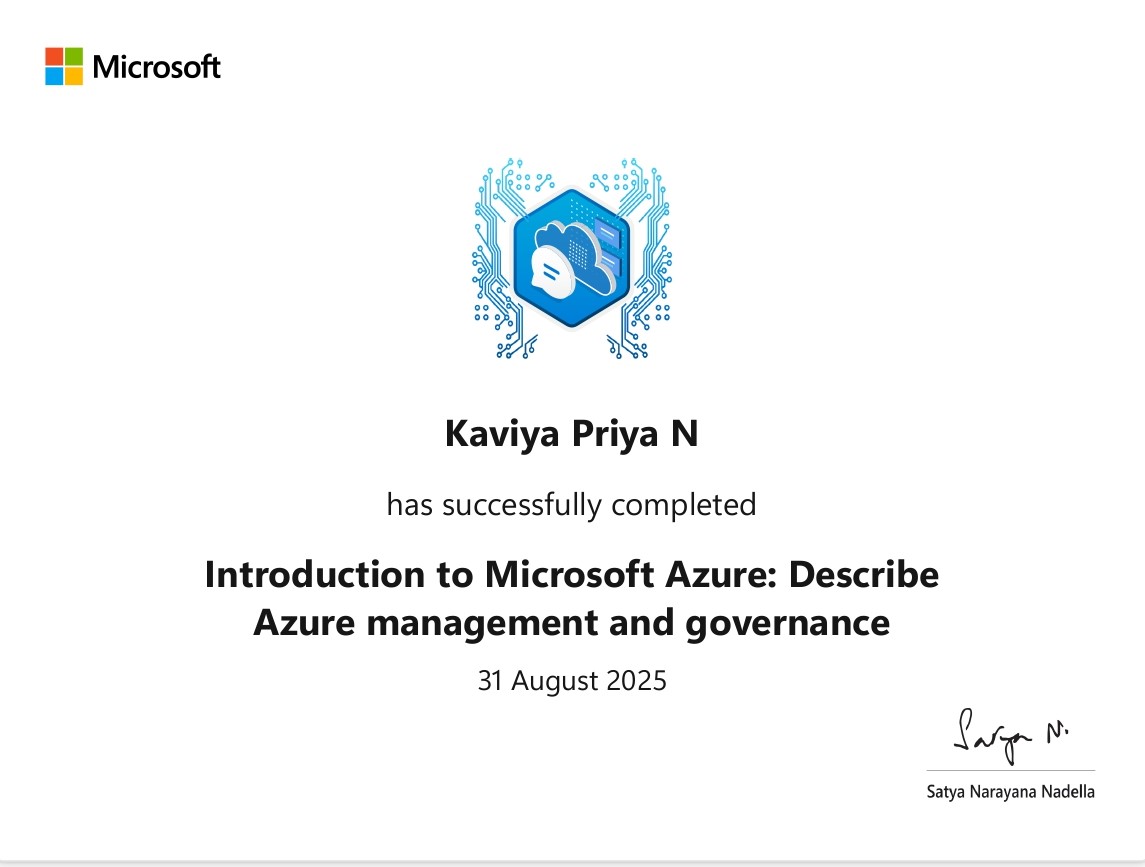 Microsoft
Kaviya Priya N
has successfully completed
Introduction to Microsoft Azure: Describe
Azure management and governance
31 August 2025
Satya N.
Satya Narayana Nadella